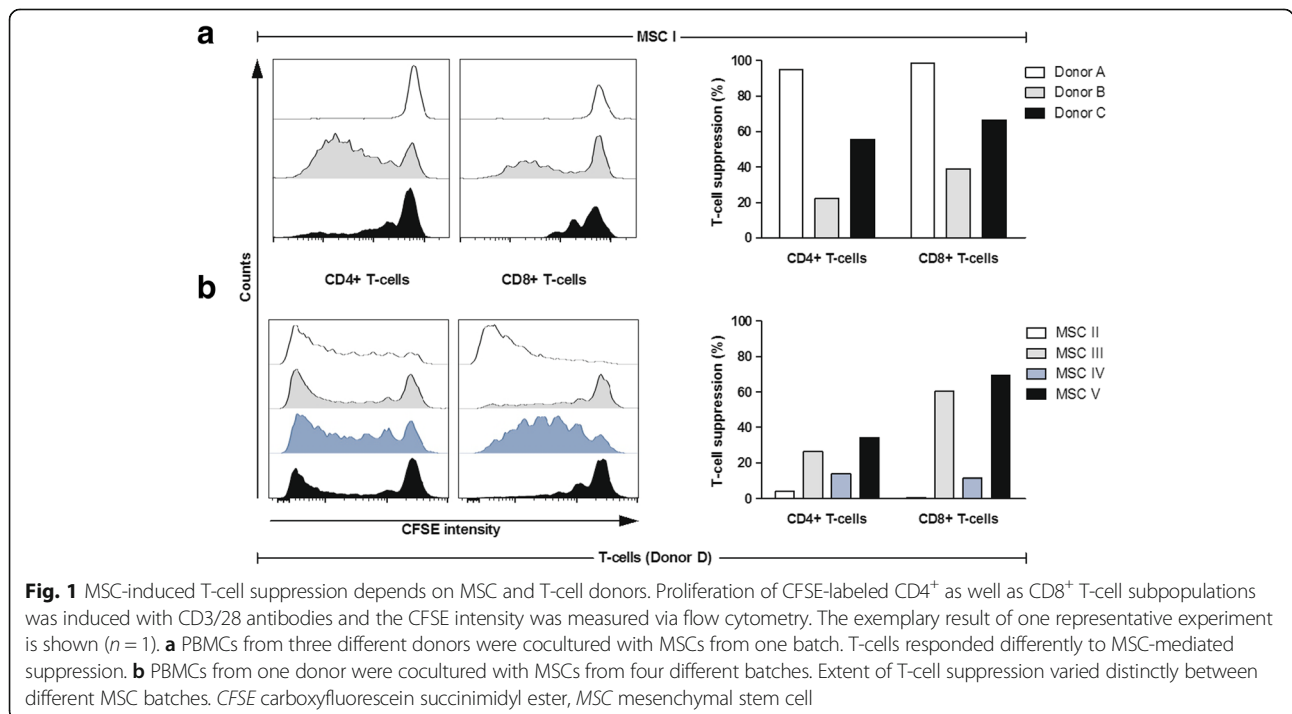 a
MSC I
Counts
CD4+ T-cells
CD8+ T-cells
T-cell suppression (%)
100
80
60
40
20
0
CD4+ T-cells
CD8+ T-cells
Donor A
Donor B
Donor C
b
CFSE intensity
T-cell suppression (%)
100
80
60
40
20
0
CD4+ T-cells
CD8+ T-cells
MSC II
MSC III
MSC IV
MSC V
T-cells (Donor D)
Fig. 1 MSC-induced T-cell suppression depends on MSC and T-cell donors. Proliferation of CFSE-labeled CD4⁺ as well as CD8⁺ T-cell subpopulations
was induced with CD3/28 antibodies and the CFSE intensity was measured via flow cytometry. The exemplary result of one representative experiment
is shown (n = 1). a PBMCs from three different donors were cocultured with MSCs from one batch. T-cells responded differently to MSC-mediated
suppression. b PBMCs from one donor were cocultured with MSCs from four different batches. Extent of T-cell suppression varied distinctly between
different MSC batches. CFSE carboxyfluorescein succinimidyl ester, MSC mesenchymal stem cell